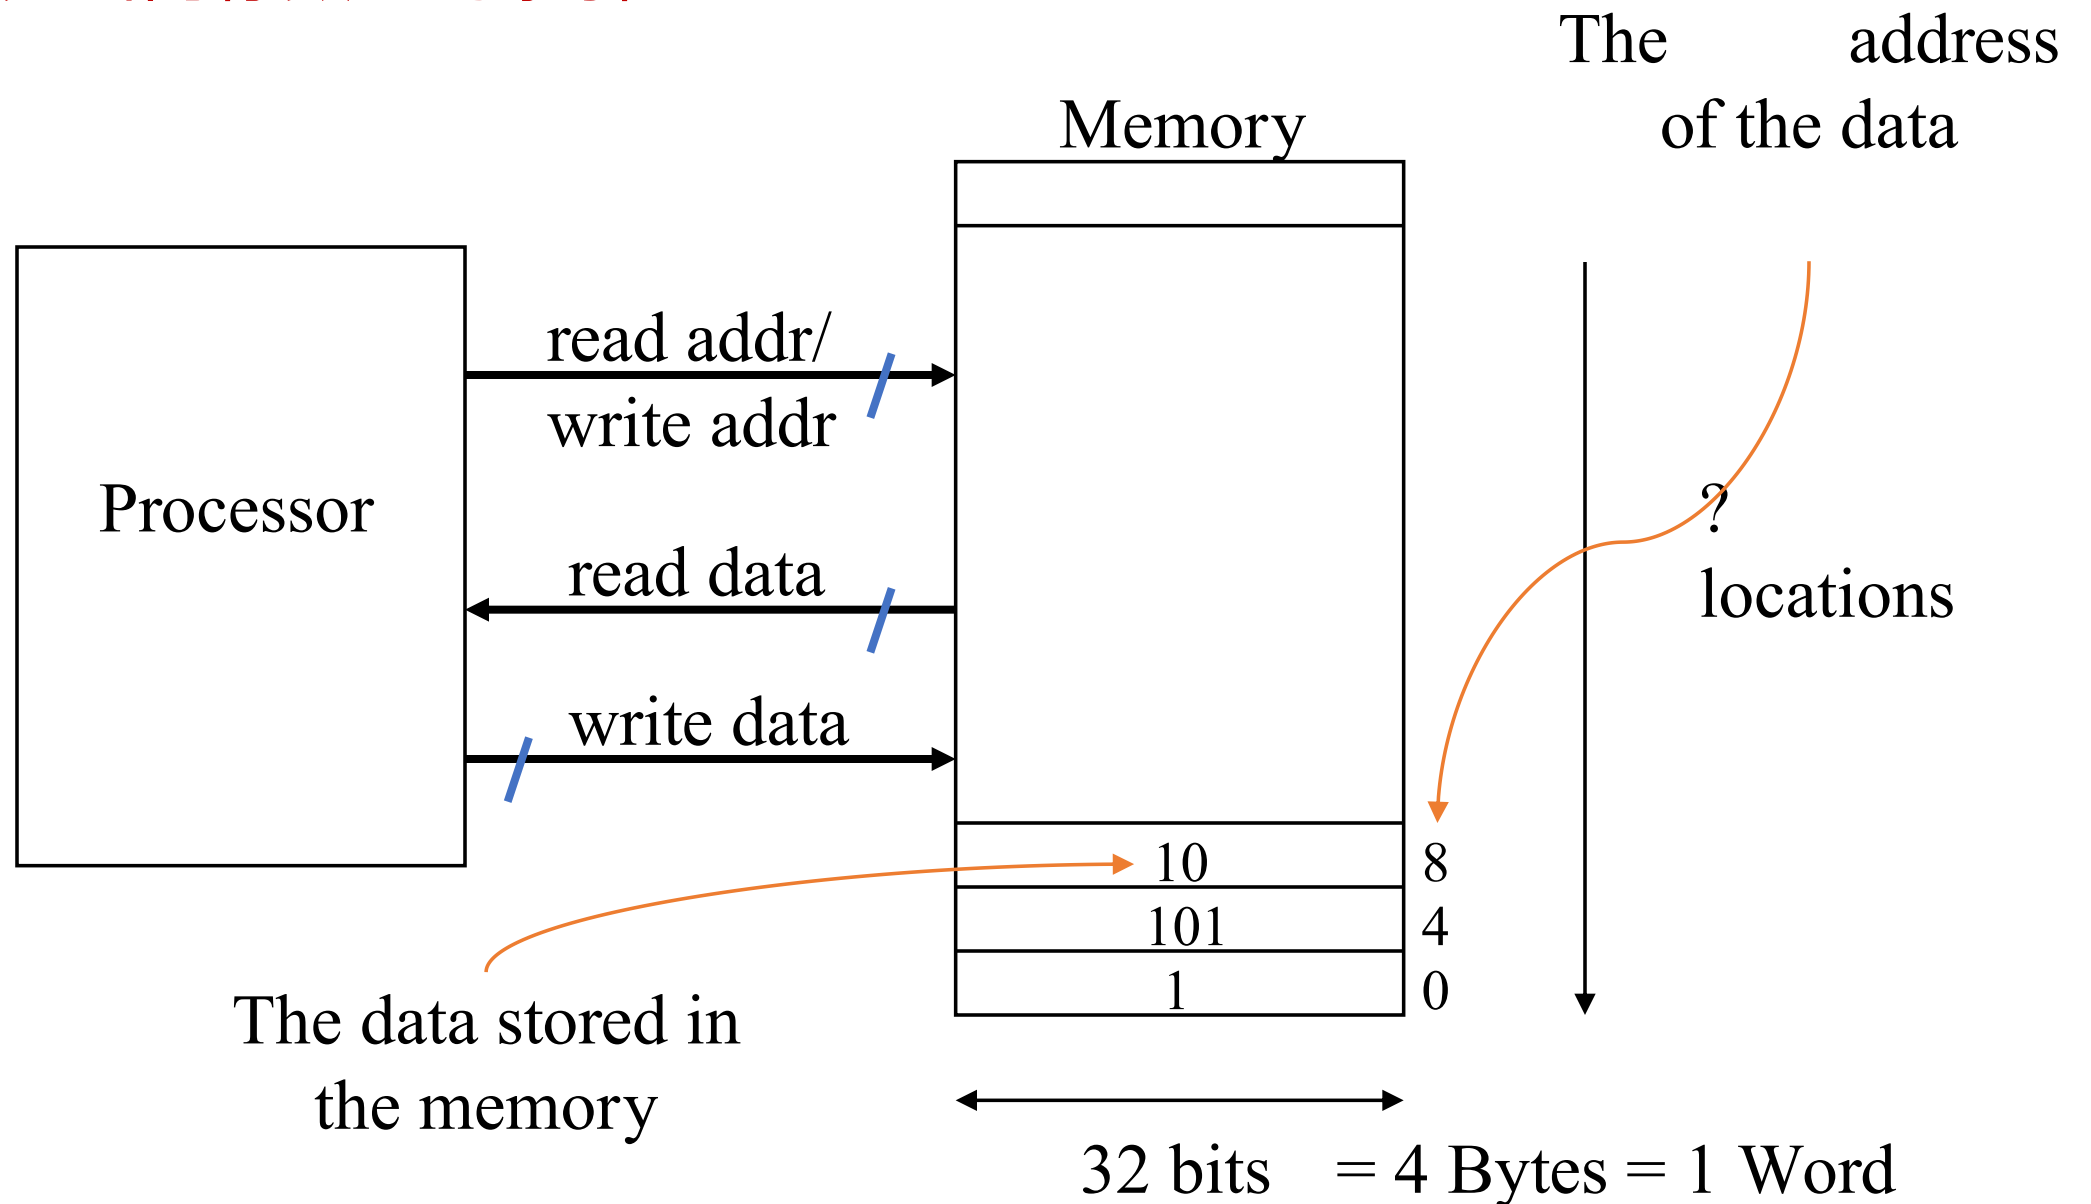 The address
of the data
Memory
read addr/
write addr
Processor
?
locations
read data
write data
10 8
101 4
1 0
The data stored in
the memory
32 bits = 4 Bytes = 1 Word